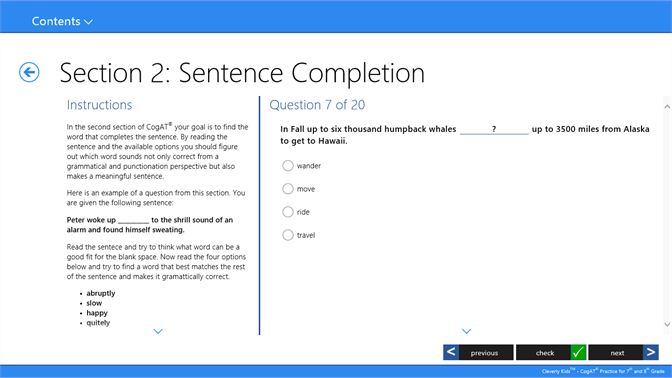 Contents
Section 2: Sentence Completion
Instructions
In the second section of CogAT® your goal is to find the
word that completes the sentence. By reading the
sentence and the available options you should figure
out which word sounds not only correct from a
grammatical and punctionation perspective but also
makes a meaningful sentence.
Here is an example of a question from this section. You
are given the following sentence:
Peter woke up __________ to the shrill sound of an
alarm and found himself sweating.
Read the sentece and try to think what word can be a
good fit for the blank space. Now read the four options
below and try to find a word that best matches the rest
of the sentence and makes it gramattically correct.
• abruptly
• slow
• happy
• quitely
Question 7 of 20
In Fall up to six thousand humpback whales ________?________ up to 3500 miles from Alaska
to get to Hawaii.
wander
move
ride
travel
< previous
check
next >
Cleverly Kids™ - CogAT® Practice for 7th and 8th Grade